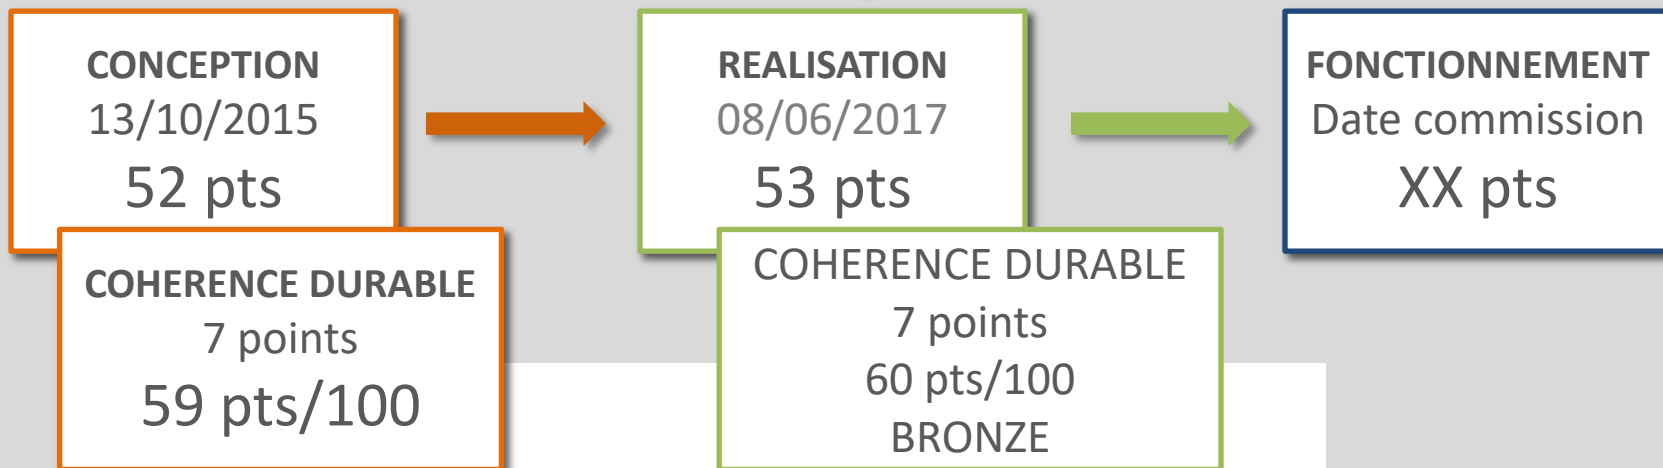 CONCEPTION
13/10/2015
52 pts
COHERENCE DURABLE
7 points
59 pts/100
REALISATION
08/06/2017
53 pts
COHERENCE DURABLE
7 points
60 pts/100
BRONZE
FONCTIONNEMENT
Date commission
XX pts